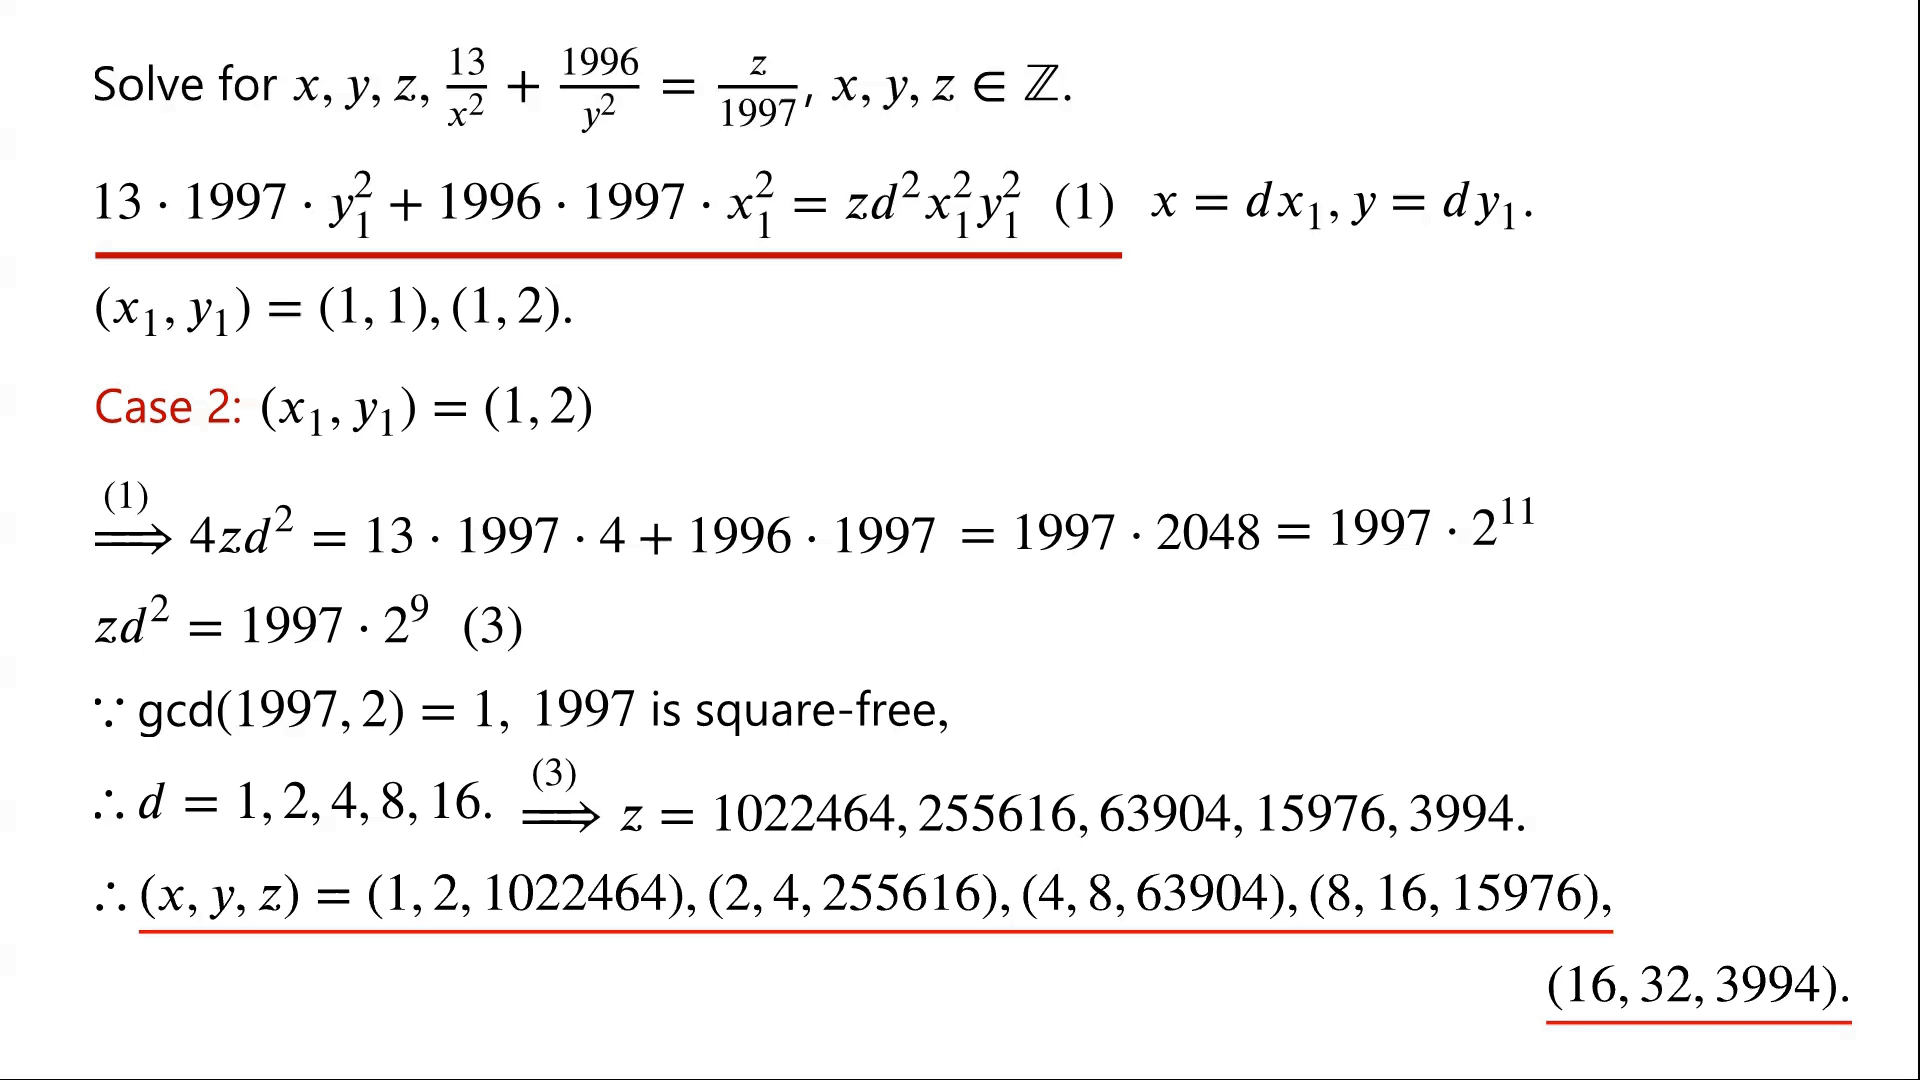 Solve for x, y, z, 13/x² + 1996/y² = z/1997, x, y, z ∈ ℤ.
13 · 1997 · y₁² + 1996 · 1997 · x₁² = zd²x₁²y₁² (1) x = dx₁, y = dy₁.
(x₁, y₁) = (1, 1), (1, 2).
Case 2: (x₁, y₁) = (1, 2)
(1) ⟹ 4zd² = 13 · 1997 · 4 + 1996 · 1997 = 1997 · 2048 = 1997 · 2¹¹
zd² = 1997 · 2⁹ (3)
∵ gcd(1997, 2) = 1, 1997 is square-free,
∴ d = 1, 2, 4, 8, 16. (3) ⟹ z = 1022464, 255616, 63904, 15976, 3994.
∴ (x, y, z) = (1, 2, 1022464), (2, 4, 255616), (4, 8, 63904), (8, 16, 15976),
(16, 32, 3994).